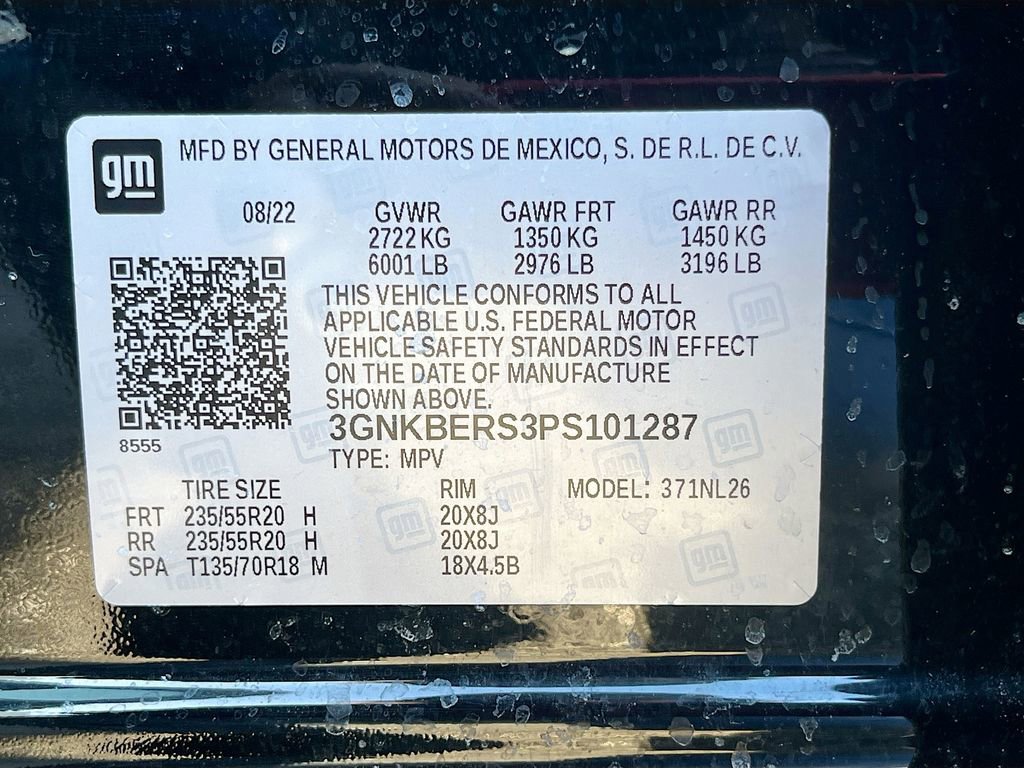 gm MFD BY GENERAL MOTORS DE MEXICO, S. DE R.L. DE C.V.
08/22 GVWR GAWR FRT GAWR RR
2722 KG 1350 KG 1450 KG
6001 LB 2976 LB 3196 LB
THIS VEHICLE CONFORMS TO ALL
APPLICABLE U.S. FEDERAL MOTOR
VEHICLE SAFETY STANDARDS IN EFFECT
ON THE DATE OF MANUFACTURE
SHOWN ABOVE.
3GNKBERS3PS101287
8555
TYPE: MPV
TIRE SIZE RIM MODEL: 371NL26
FRT 235/55R20 H 20X8J
RR 235/55R20 H 20X8J
SPA T135/70R18 M 18X4.5B